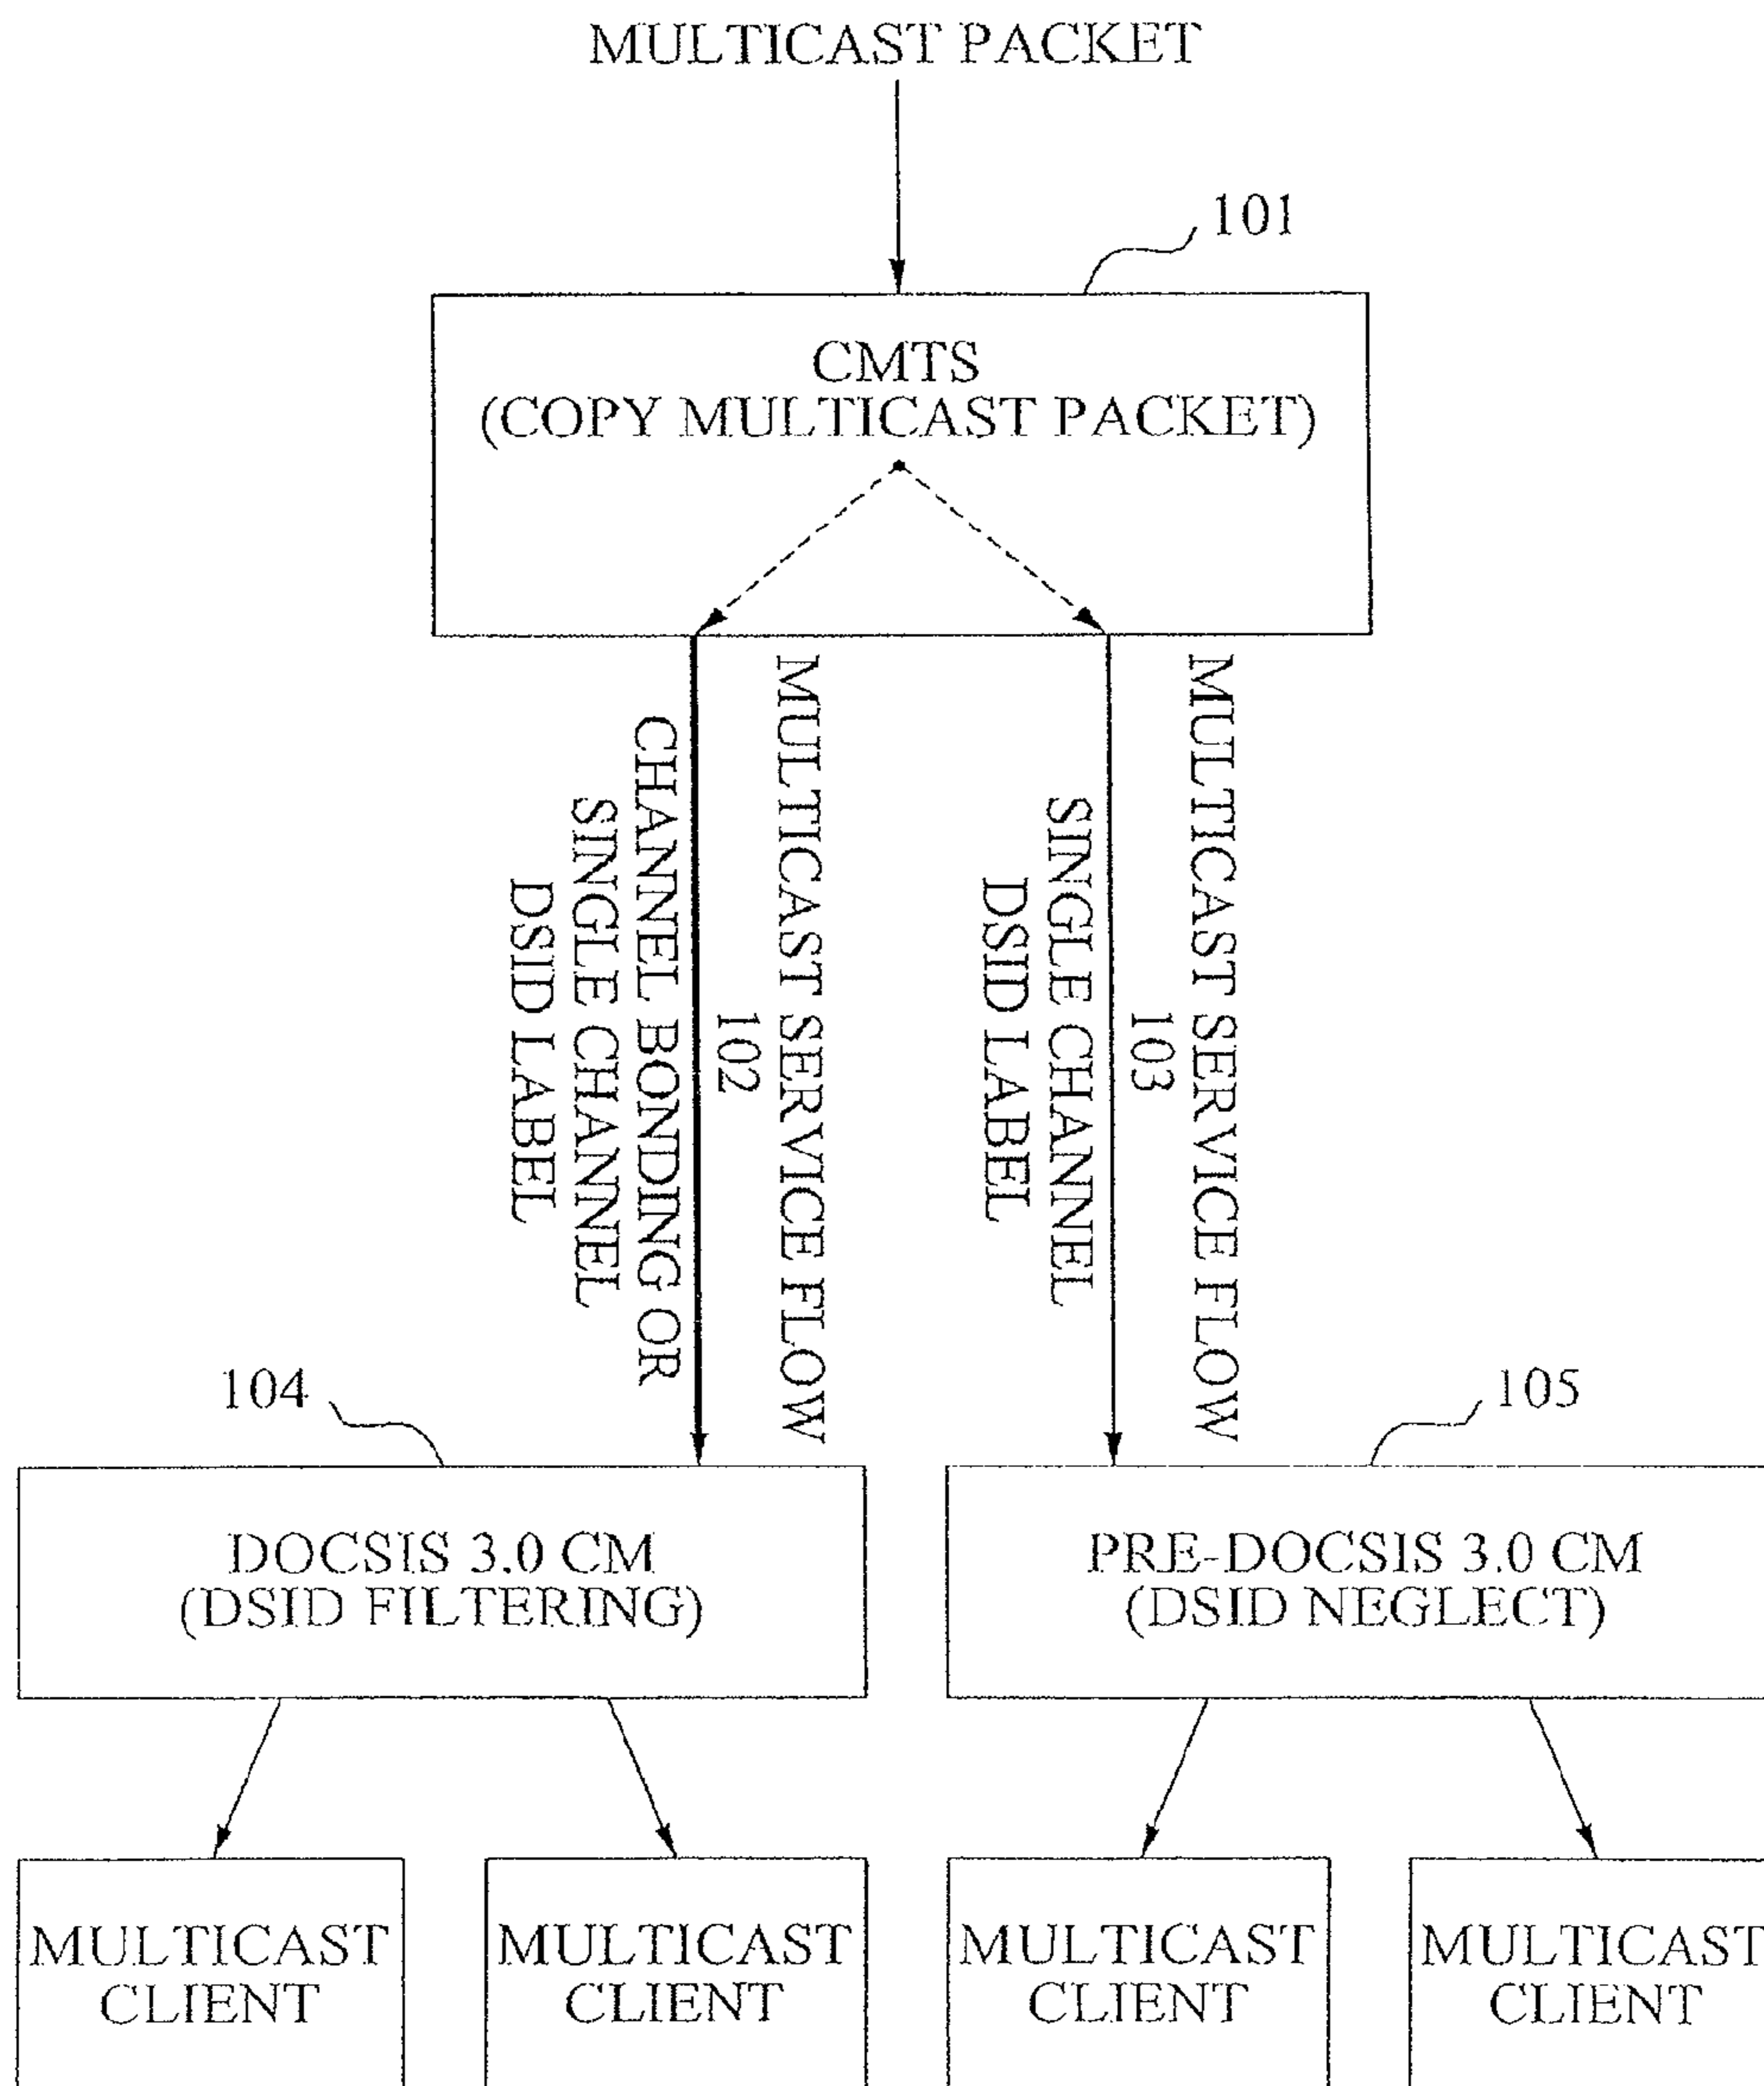 MULTICAST PACKET
101
CMTS
(COPY MULTICAST PACKET)
MULTICAST SERVICE FLOW
102
CHANNEL BONDING OR
SINGLE CHANNEL
DSID LABEL
MULTICAST SERVICE FLOW
103
SINGLE CHANNEL
DSID LABEL
104
105
DOCSIS 3.0 CM
(DSID FILTERING)
PRE-DOCSIS 3.0 CM
(DSID NEGLECT)
MULTICAST
CLIENT
MULTICAST
CLIENT
MULTICAST
CLIENT
MULTICAST
CLIENT